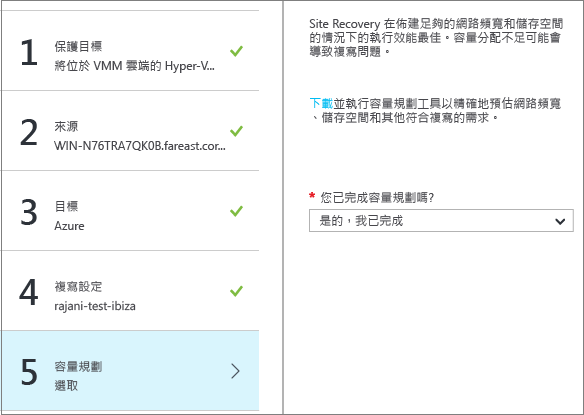 1
保護目標
將位於 VMM 雲端的 Hyper-V...
2
來源
WIN-N76TRA7QK0B.fareast.cor...
3
目標
Azure
4
複寫設定
rajani-test-ibiza
5
容量規劃
選取
Site Recovery 在佈建足夠的網路頻寬和儲存空間
的情況下的執行效能最佳。容量分配不足可能會
導致複寫問題。
下載並執行容量規劃工具以精確地預估網路頻寬
、儲存空間和其他符合複寫的需求。
* 您已完成容量規劃嗎?
是的，我已完成